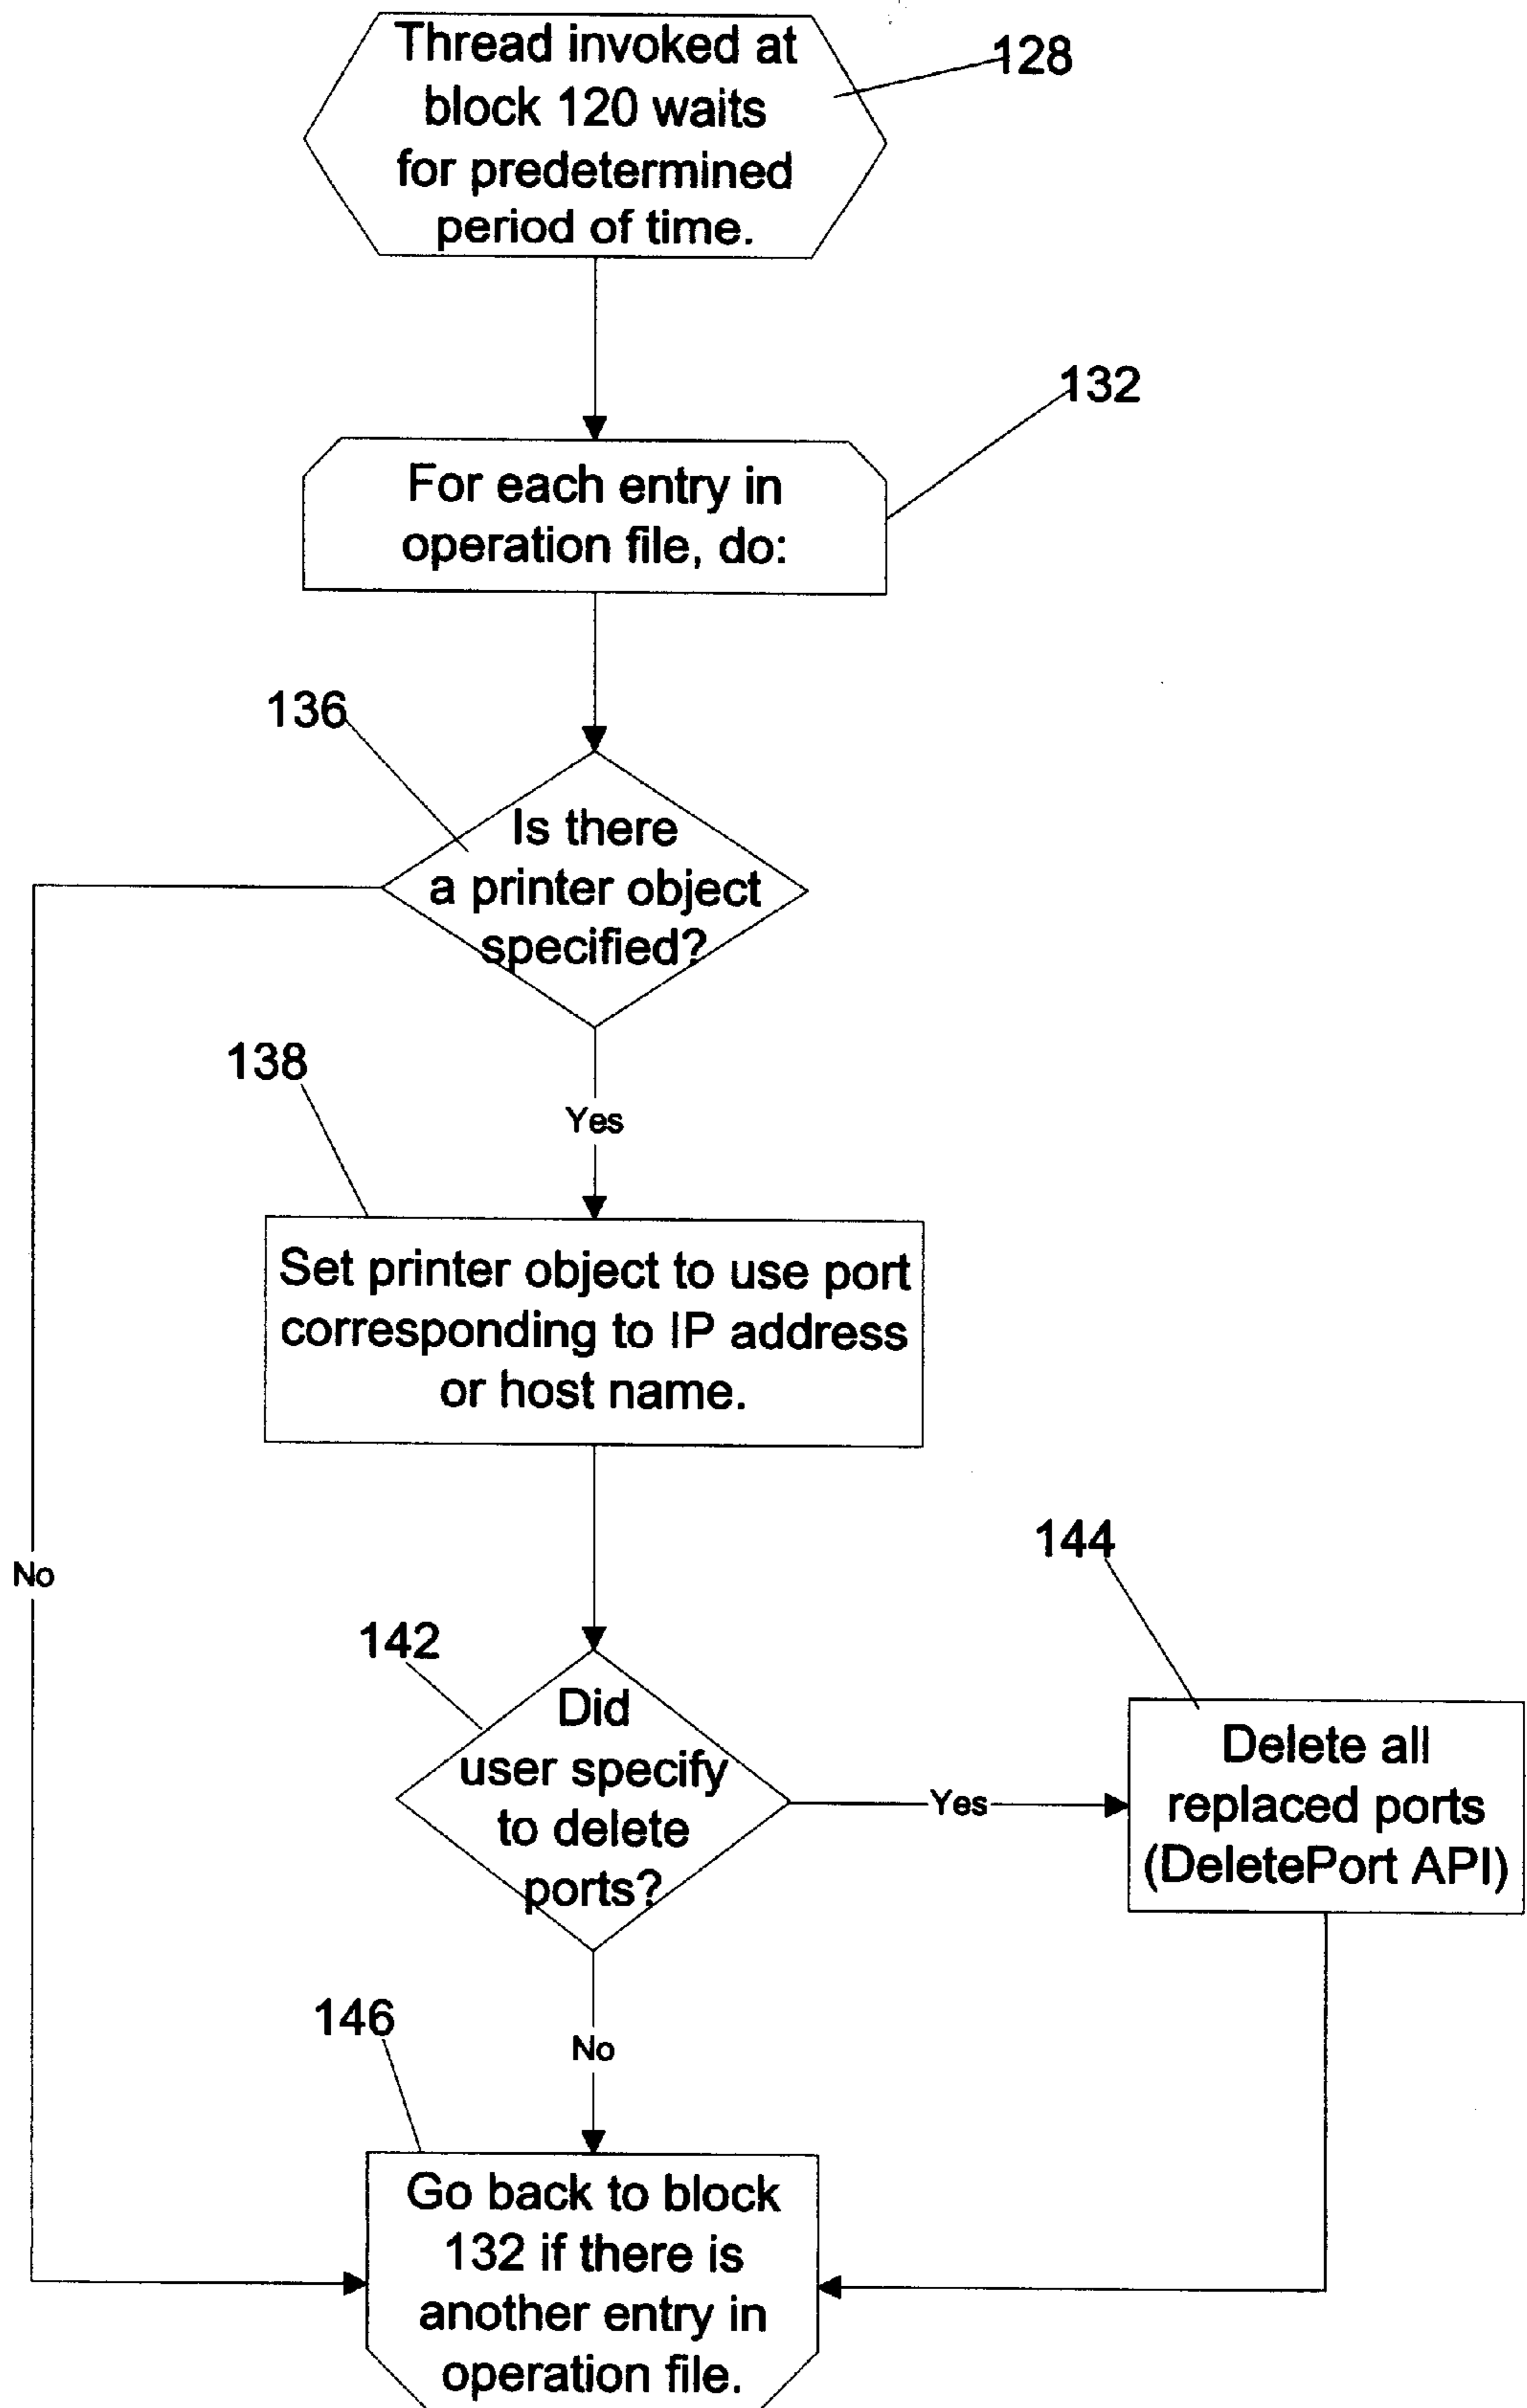 Thread invoked at
block 120 waits
for predetermined
period of time.
128
For each entry in
operation file, do:
132
136
Is there
a printer object
specified?
138
Yes
Set printer object to use port
corresponding to IP address
or host name.
No
142
Did
user specify
to delete
ports?
Yes
144
Delete all
replaced ports
(DeletePort API)
146
No
Go back to block
132 if there is
another entry in
operation file.